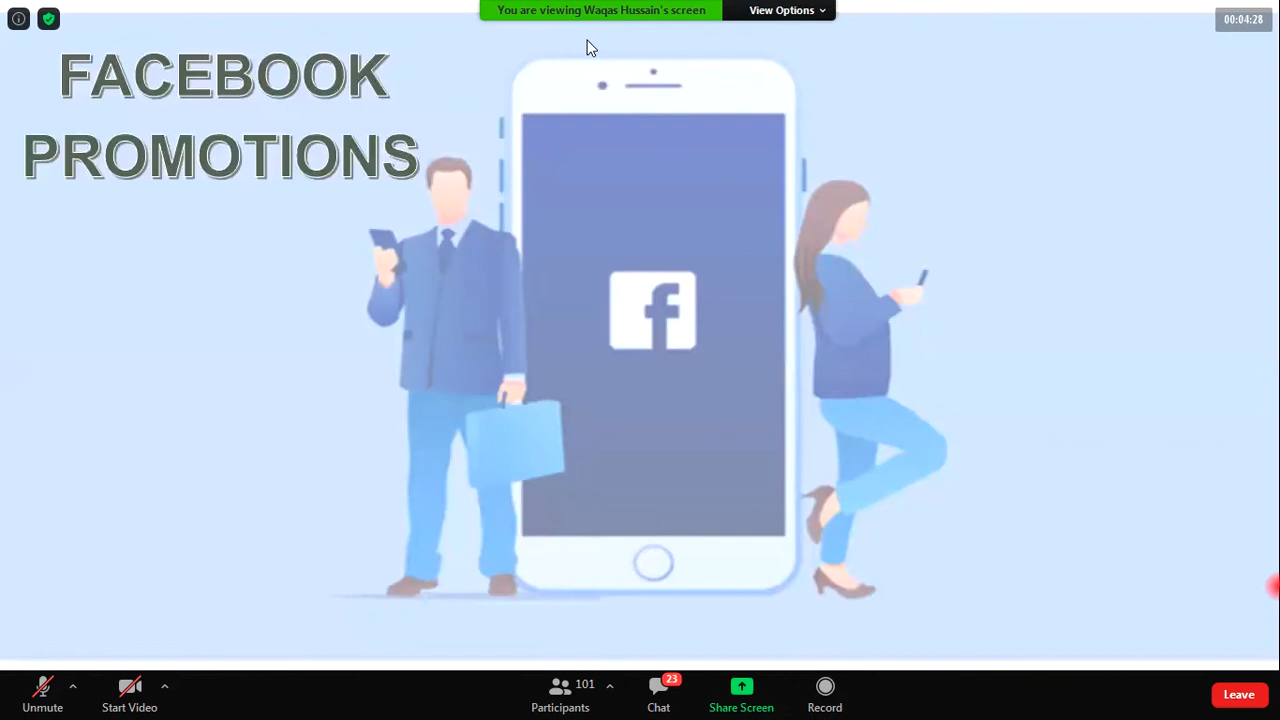 You are viewing Waqas Hussain's screen
View Options
00:04:28
FACEBOOK
PROMOTIONS
f
101
23
Unmute
Start Video
Participants
Chat
Share Screen
Record
Leave